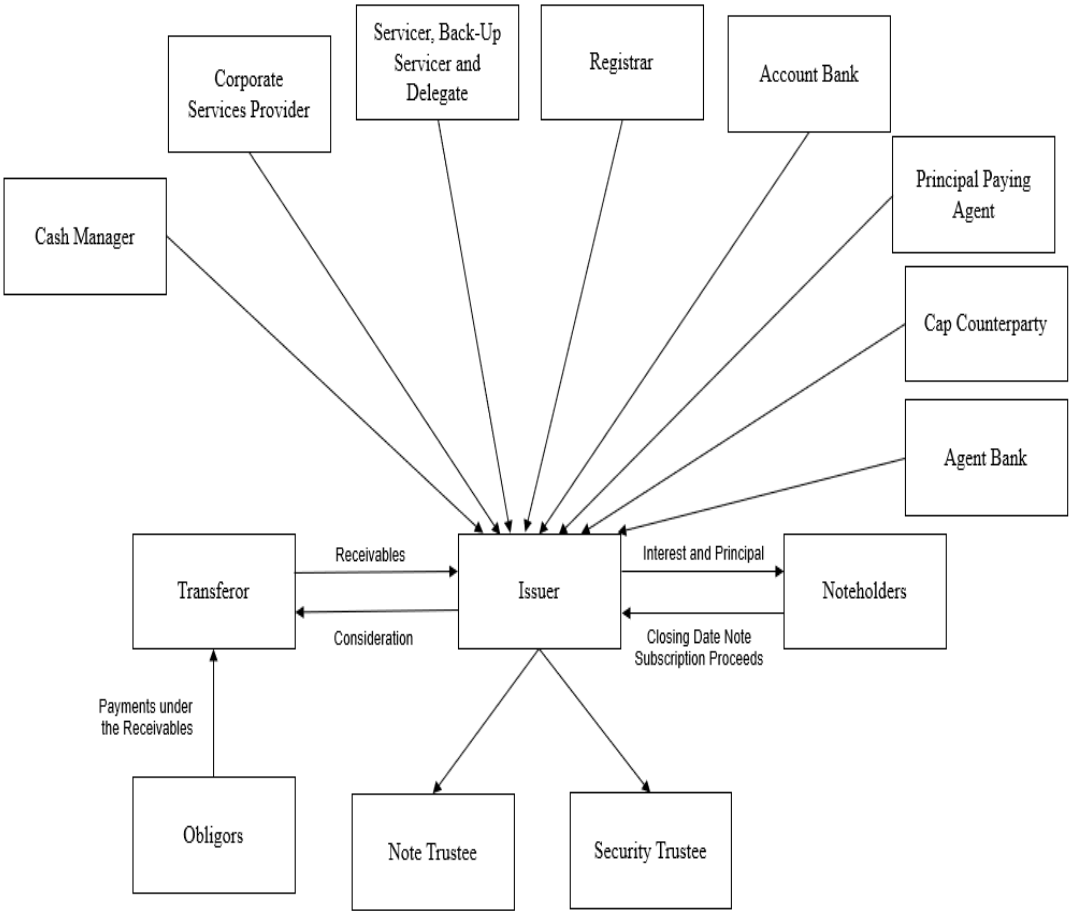 Servicer, Back-Up
Servicer and
Delegate
Registrar
Account Bank
Corporate
Services Provider
Principal Paying
Agent
Cash Manager
Cap Counterparty
Agent Bank
Transferor
Receivables
Consideration
Issuer
Interest and Principal
Closing Date Note
Subscription Proceeds
Noteholders
Payments under
the Receivables
Obligors
Note Trustee
Security Trustee